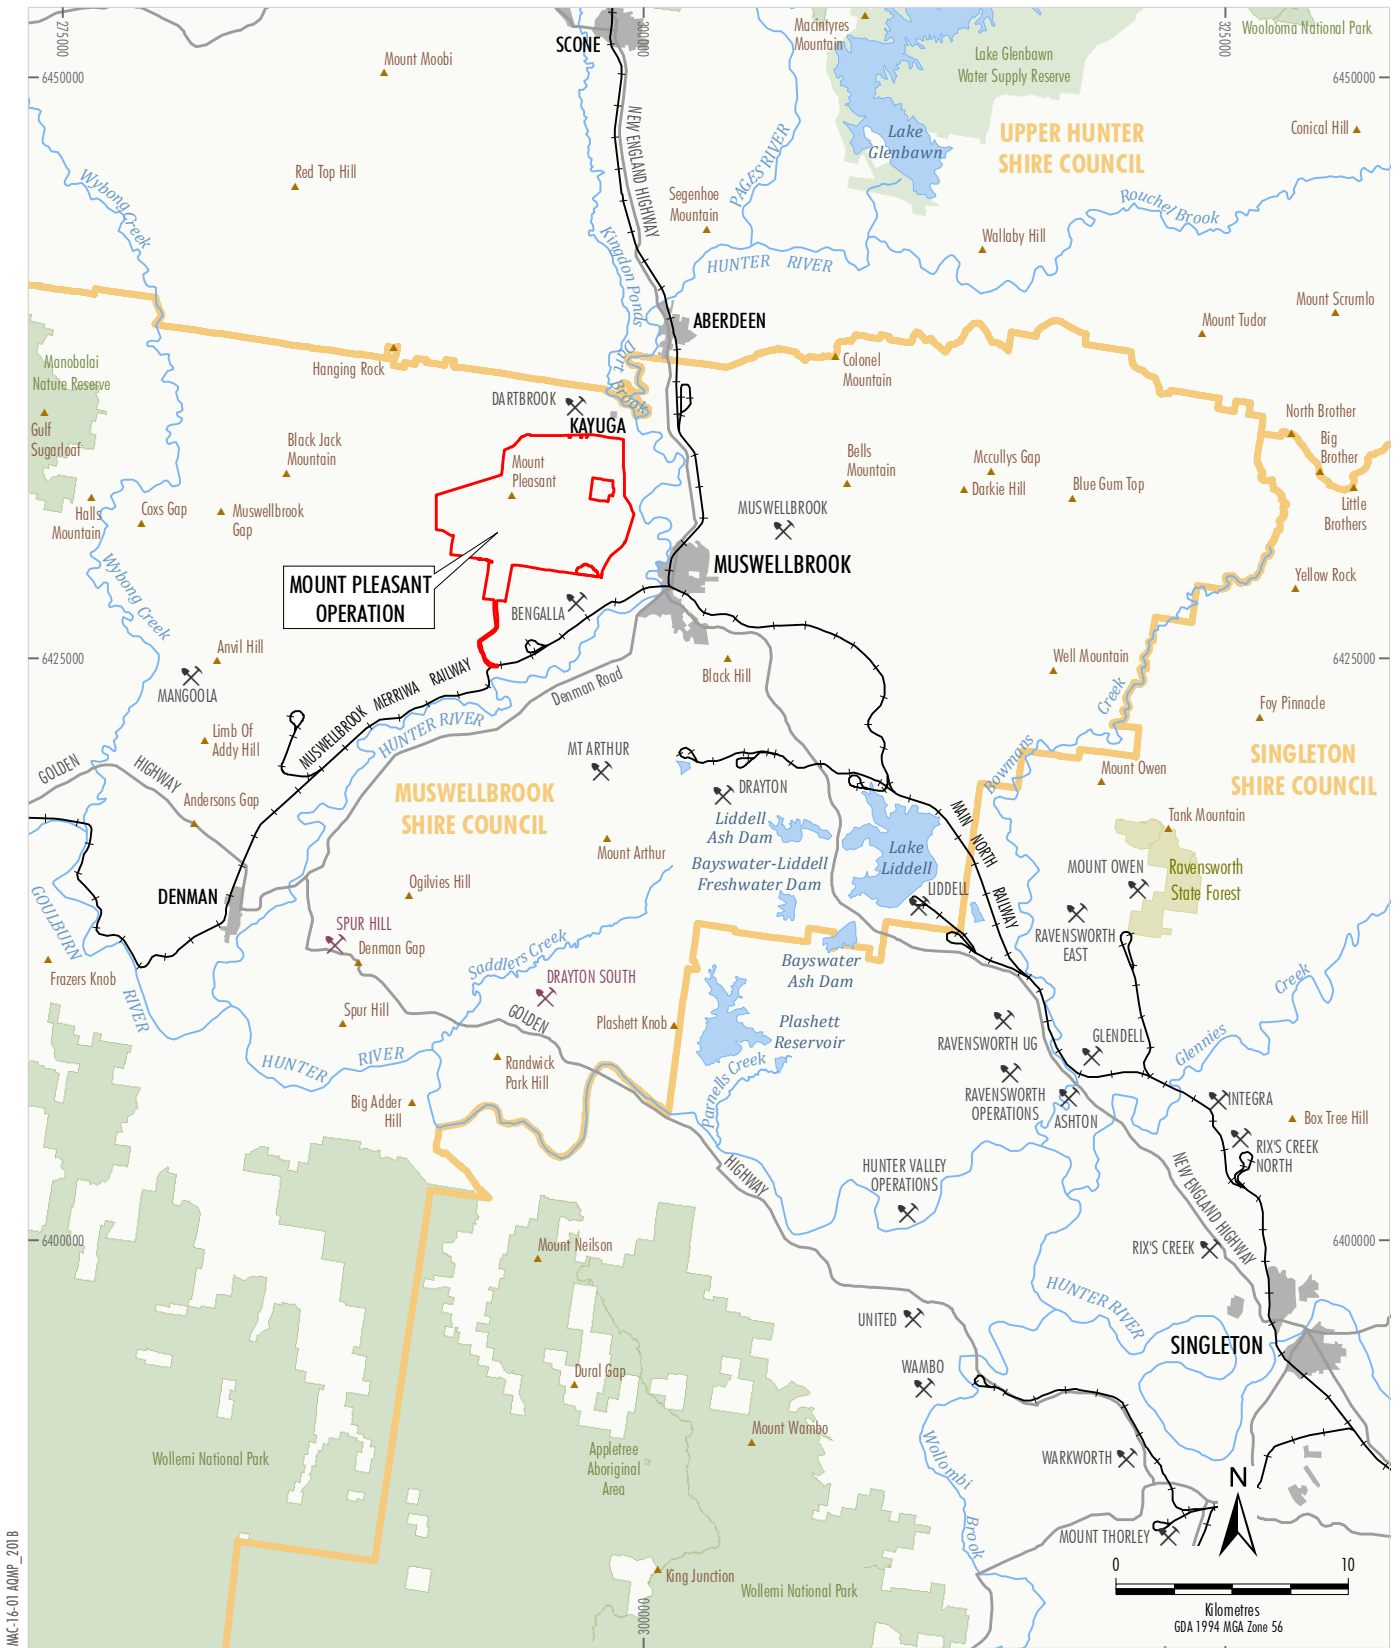 275000
300000
325000
SCONE
Macintyres
Mountain
Woolooma National Park
Mount Moobi
Lake Glenbawn
Water Supply Reserve
6450000
6450000
NEW ENGLAND HIGHWAY
PAGES RIVER
Lake
Glenbawn
UPPER HUNTER
SHIRE COUNCIL
Conical Hill
Wybong Creek
Red Top Hill
Segenhoe
Mountain
Rouchel Brook
Wallaby Hill
Kingdon Ponds
HUNTER RIVER
Mount Scrumlo
ABERDEEN
Mount Tudor
Manobalai
Nature Reserve
Hanging Rock
Dart Brook
Colonel
Mountain
DARTBROOK
KAYUGA
North Brother
Gulf
Sugarloaf
Black Jack
Mountain
Mount
Pleasant
Bells
Mountain
Mccullys Gap
Darkie Hill
Blue Gum Top
Big
Brother
Little
Brothers
Halls
Mountain
Coxs Gap
Muswellbrook
Gap
MUSWELLBROOK
MUSWELLBROOK
Wybong Creek
MOUNT PLEASANT
OPERATION
BENGALLA
Yellow Rock
Anvil Hill
6425000
6425000
MANGOOLA
MUSWELLBROOK MERRIWA RAILWAY
Denman Road
Black Hill
Well Mountain
Creek
Foy Pinnacle
Limb Of
Addy Hill
HUNTER RIVER
MT ARTHUR
Bowmans
SINGLETON
SHIRE COUNCIL
GOLDEN
HIGHWAY
Andersons Gap
MUSWELLBROOK
SHIRE COUNCIL
DRAYTON
Mount Owen
Liddell
Ash Dam
MAIN NORTH
RAILWAY
Tank Mountain
Mount Arthur
Bayswater-Liddell
Freshwater Dam
Lake
Liddell
MOUNT OWEN
Ravensworth
State Forest
GOULBURN
RIVER
DENMAN
Ogilvies Hill
LIDDELL
SPUR HILL
Denman Gap
Saddlers Creek
RAVENSWORTH
EAST
Frazers Knob
DRAYTON SOUTH
Bayswater
Ash Dam
Creek
Spur Hill
GOLDEN
Plashett Knob
Plashett
Reservoir
RAVENSWORTH UG
GLENDELL
Glennies
HUNTER RIVER
Randwick
Park Hill
Parnells Creek
RAVENSWORTH
OPERATIONS
ASHTON
INTEGRA
Big Adder
Hill
Box Tree Hill
RIX'S CREEK
NORTH
HIGHWAY
HUNTER VALLEY
OPERATIONS
NEW ENGLAND HIGHWAY
6400000
6400000
Mount Neilson
RIX'S CREEK
HUNTER RIVER
UNITED
SINGLETON
Dural Gap
WAMBO
Mount Wambo
Wollemi National Park
Appletree
Aboriginal
Area
Wollombi
Brook
WARKWORTH
N
MOUNT THORLEY
King Junction
Wollemi National Park
0
10
Kilometres
GDA 1994 MGA Zone 56
300000
MAC-16-01 AQMP_201B